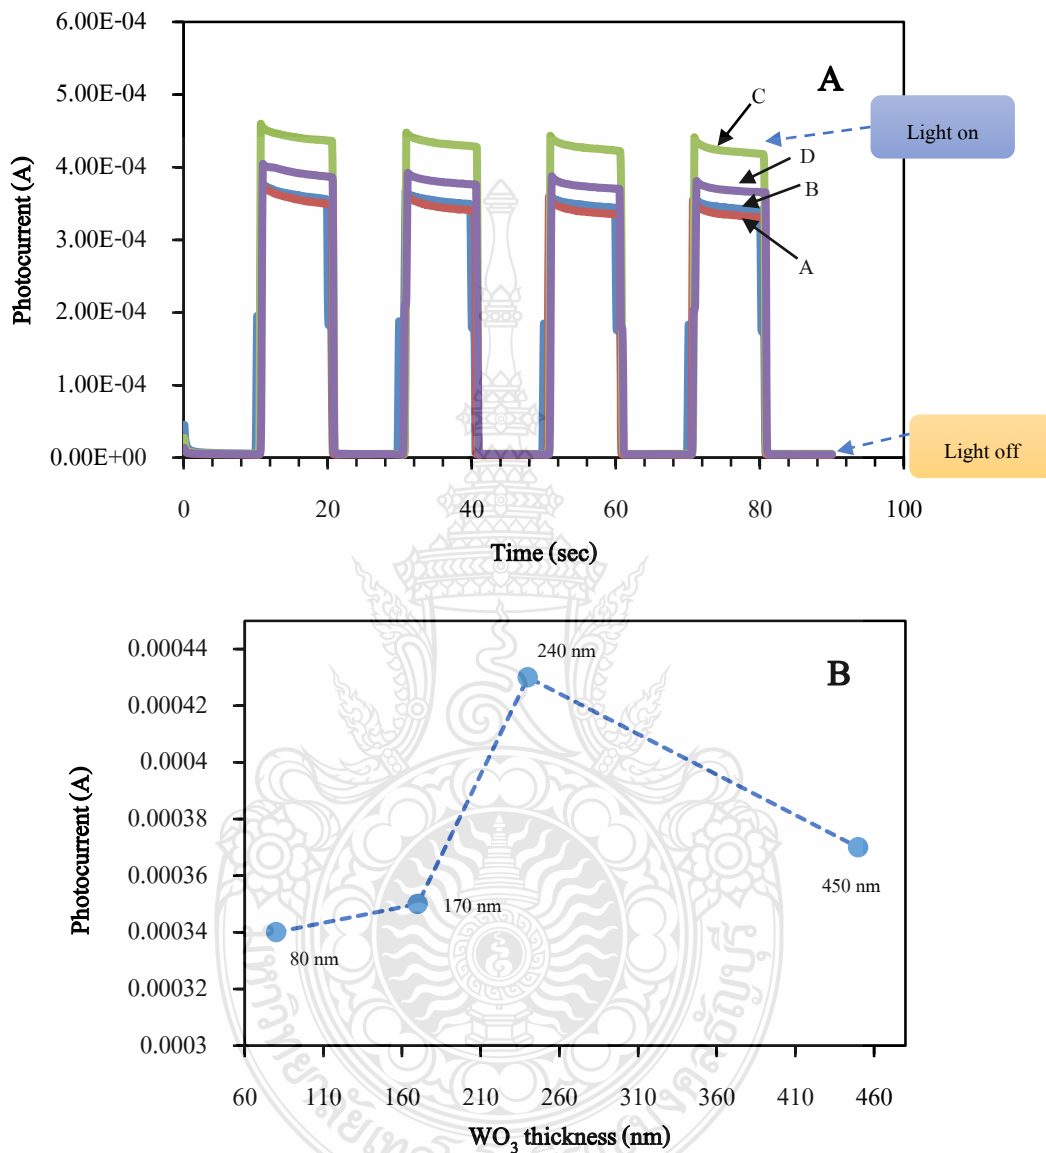 6.00E-04
A
5.00E-04
C
Light on
4.00E-04
D
B
3.00E-04
A
2.00E-04
1.00E-04
0.00E+00
Light off
0 20 40 60 80 100
Photocurrent (A)
Time (sec)
B
240 nm
0.00044
0.00042
0.0004
0.00038
450 nm
0.00036
170 nm
0.00034
80 nm
0.00032
0.0003
60 110 160 210 260 310 360 410 460
Photocurrent (A)
WO₃ thickness (nm)